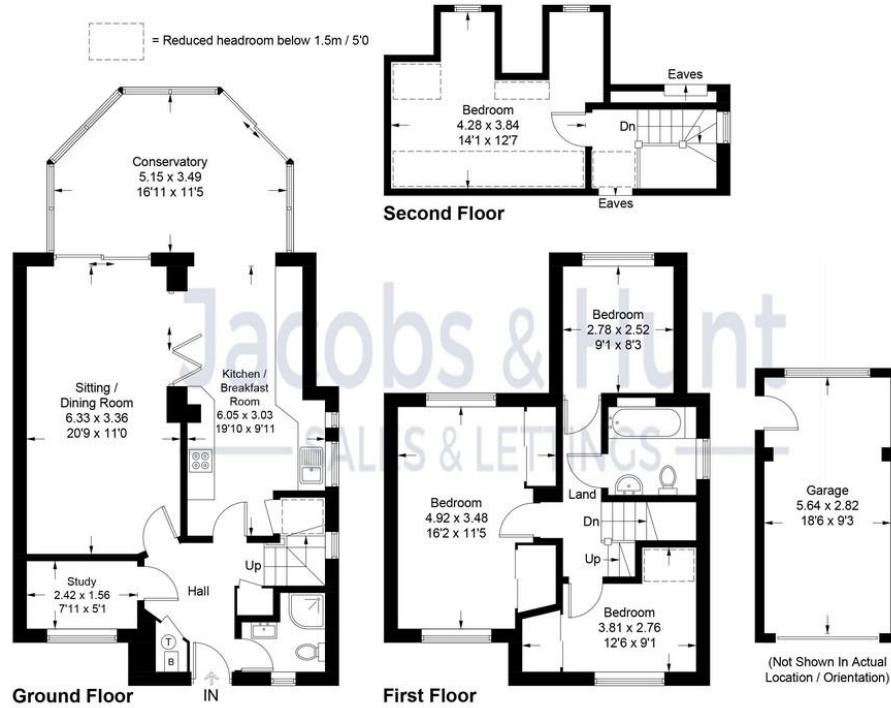 = Reduced headroom below 1.5m / 5'0
Conservatory
5.15 x 3.49
16'11 x 11'5
Sitting /
Dining Room
6.33 x 3.36
20'9 x 11'0
Kitchen /
Breakfast
Room
6.05 x 3.03
19'10 x 9'11
Study
2.42 x 1.56
7'11 x 5'1
Hall
Up
T
B
IN
Ground Floor
Bedroom
4.28 x 3.84
14'1 x 12'7
Dn
Eaves
Eaves
Second Floor
Jacobs & Hunt
SALES & LETTINGS
Bedroom
2.78 x 2.52
9'1 x 8'3
Bedroom
4.92 x 3.48
16'2 x 11'5
Land
Dn
Up
Bedroom
3.81 x 2.76
12'6 x 9'1
First Floor
Garage
5.64 x 2.82
18'6 x 9'3
(Not Shown In Actual
Location / Orientation)